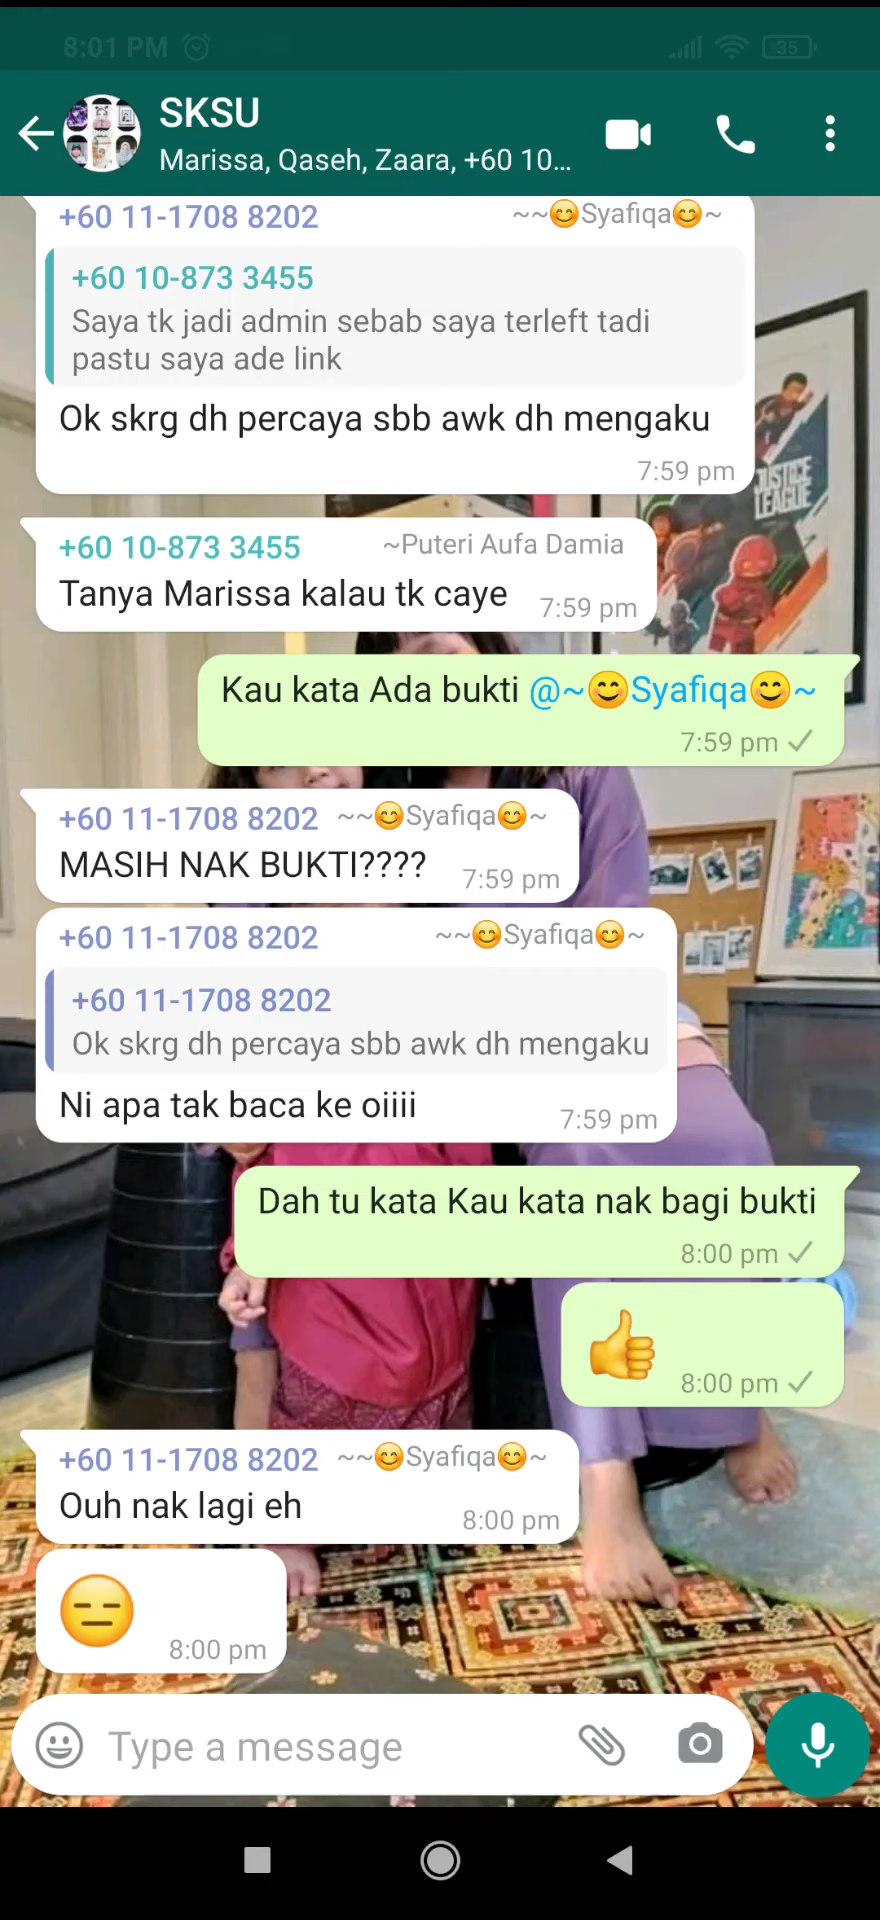 8:01 PM
35
SKSU
Marissa, Qaseh, Zaara, +60 10...
+60 11-1708 8202 ~~😊Syafiqa😊~
+60 10-873 3455
Saya tk jadi admin sebab saya terleft tadi
pastu saya ade link
Ok skrg dh percaya sbb awk dh mengaku
7:59 pm
JUSTICE
LEAGUE
+60 10-873 3455 ~Puteri Aufa Damia
Tanya Marissa kalau tk caye 7:59 pm
Kau kata Ada bukti @~😊Syafiqa😊~
7:59 pm
+60 11-1708 8202 ~~😊Syafiqa😊~
MASIH NAK BUKTI???? 7:59 pm
+60 11-1708 8202 ~~😊Syafiqa😊~
+60 11-1708 8202
Ok skrg dh percaya sbb awk dh mengaku
Ni apa tak baca ke oiiii 7:59 pm
Dah tu kata Kau kata nak bagi bukti
8:00 pm
👍 8:00 pm
+60 11-1708 8202 ~~😊Syafiqa😊~
Ouh nak lagi eh 8:00 pm
😑 8:00 pm
Type a message